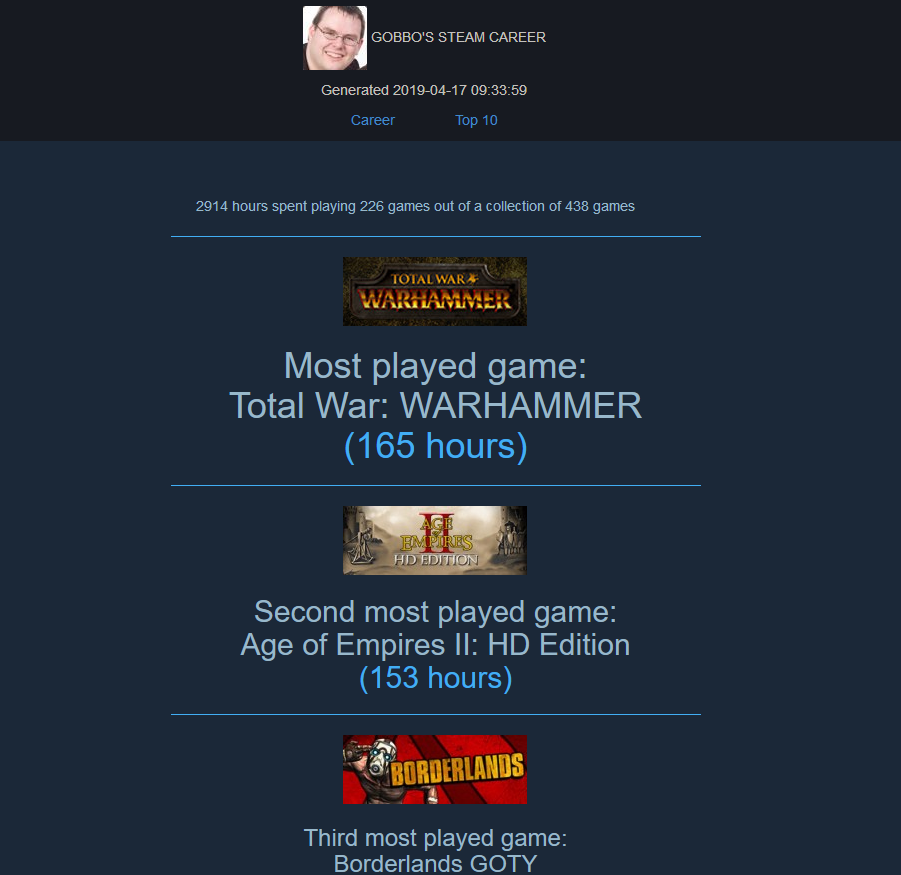 GOBBO'S STEAM CAREER
Generated 2019-04-17 09:33:59
Career Top 10
2914 hours spent playing 226 games out of a collection of 438 games
TOTAL WAR
WARHAMMER
Most played game:
Total War: WARHAMMER
(165 hours)
AGE
OF
EMPIRES
II
HD EDITION
Second most played game:
Age of Empires II: HD Edition
(153 hours)
BORDERLANDS
Third most played game:
Borderlands GOTY